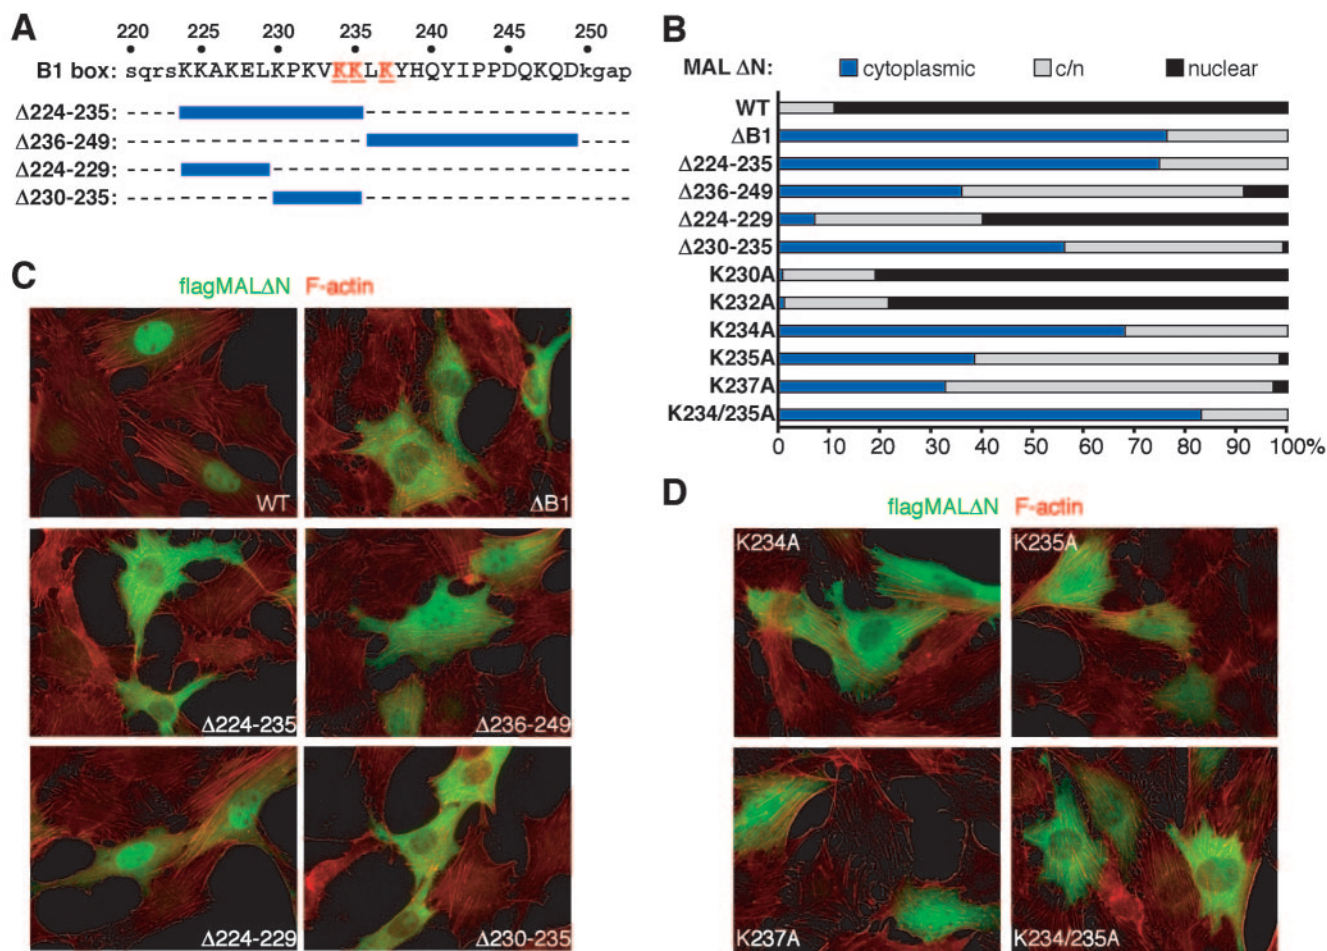 A
220 225 230 235 240 245 250
B1 box: sqrsKKAKELKPKVKKLKYHQYIPPDQKQDkgap
Δ224-235:
Δ236-249:
Δ224-229:
Δ230-235:
B
MAL ΔN: cytoplasmic c/n nuclear
WT
ΔB1
Δ224-235
Δ236-249
Δ224-229
Δ230-235
K230A
K232A
K234A
K235A
K237A
K234/235A
0 10 20 30 40 50 60 70 80 90 100%
C
flagMALΔN F-actin
WT
ΔB1
Δ224-235
Δ236-249
Δ224-229
Δ230-235
D
flagMALΔN F-actin
K234A
K235A
K237A
K234/235A